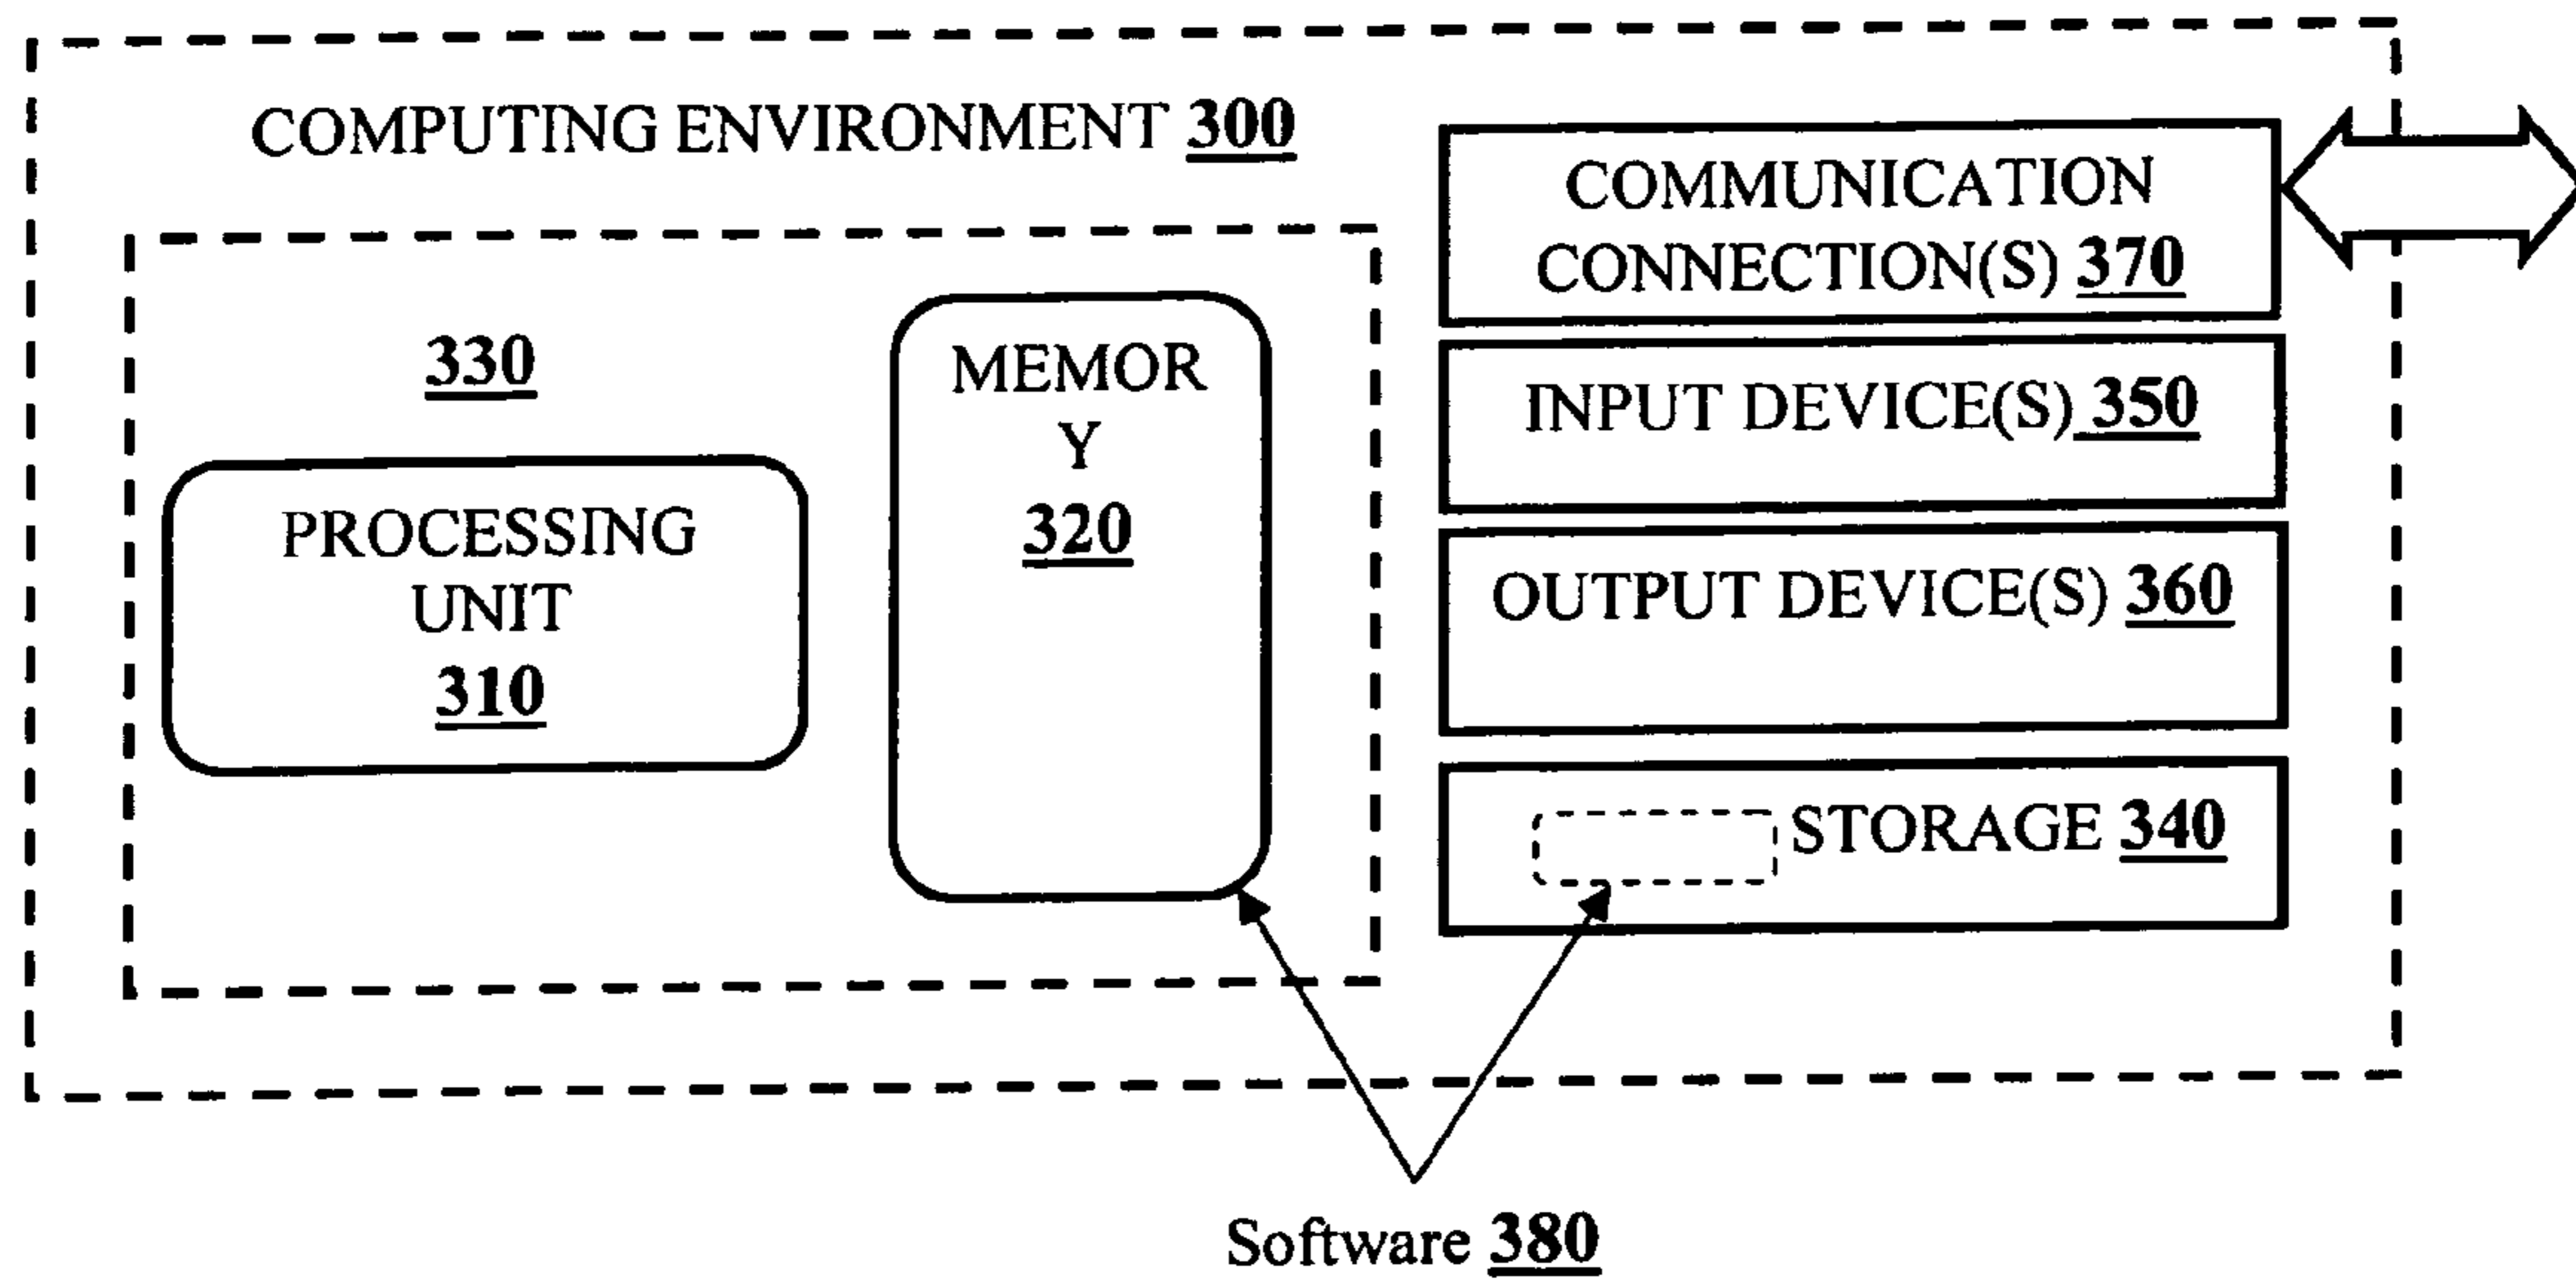 COMPUTING ENVIRONMENT 300
330
PROCESSING
UNIT
310
MEMOR
Y
320
COMMUNICATION
CONNECTION(S) 370
INPUT DEVICE(S) 350
OUTPUT DEVICE(S) 360
STORAGE 340
Software 380